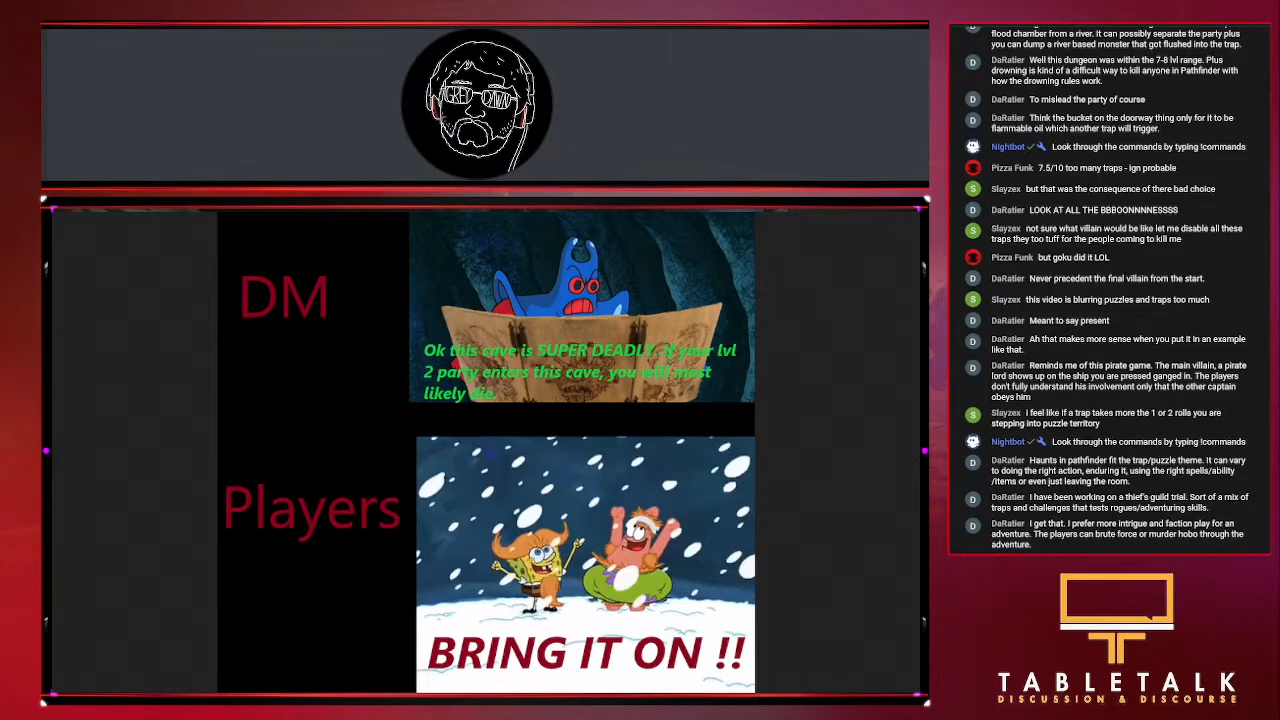 GRID DIVN
DM
Ok this cave is SUPER DEADLY. if your lvl
2 party enters this cave, you will most
likely die.
Players
BRING IT ON !!
flood chamber from a river. It can possibly separate the party plus
you can dump a river based monster that got flushed into the trap.
D DaRatier Well this dungeon was within the 7-8 lvl range. Plus
drowning is kind of a difficult way to kill anyone in Pathfinder with
how the drowning rules work.
D DaRatier To mislead the party of course
D DaRatier Think the bucket on the doorway thing only for it to be
flammable oil which another trap will trigger.
Nightbot Look through the commands by typing !commands
Pizza Funk 7.5/10 too many traps - ign probable
S Slayzex but that was the consequence of there bad choice
D DaRatier LOOK AT ALL THE BBBOONNNNESSSS
S Slayzex not sure what villain would be like let me disable all these
traps they too tuff for the people coming to kill me
Pizza Funk but goku did it LOL
D DaRatier Never precedent the final villain from the start.
S Slayzex this video is blurring puzzles and traps too much
D DaRatier Meant to say present
D DaRatier Ah that makes more sense when you put it in an example
like that.
D DaRatier Reminds me of this pirate game. The main villain, a pirate
lord shows up on the ship you are pressed ganged in. The players
don't fully understand his involvement only that the other captain
obeys him
S Slayzex I feel like if a trap takes more the 1 or 2 rolls you are
stepping into puzzle territory
Nightbot Look through the commands by typing !commands
D DaRatier Haunts in pathfinder fit the trap/puzzle theme. It can vary
to doing the right action, enduring it, using the right spells/ability
/items or even just leaving the room.
D DaRatier I have been working on a thief's guild trial. Sort of a mix of
traps and challenges that tests rogues/adventuring skills.
D DaRatier I get that. I prefer more intrigue and faction play for an
adventure. The players can brute force or murder hobo through the
adventure.
TABLETALK
DISCUSSION & DISCOURSE